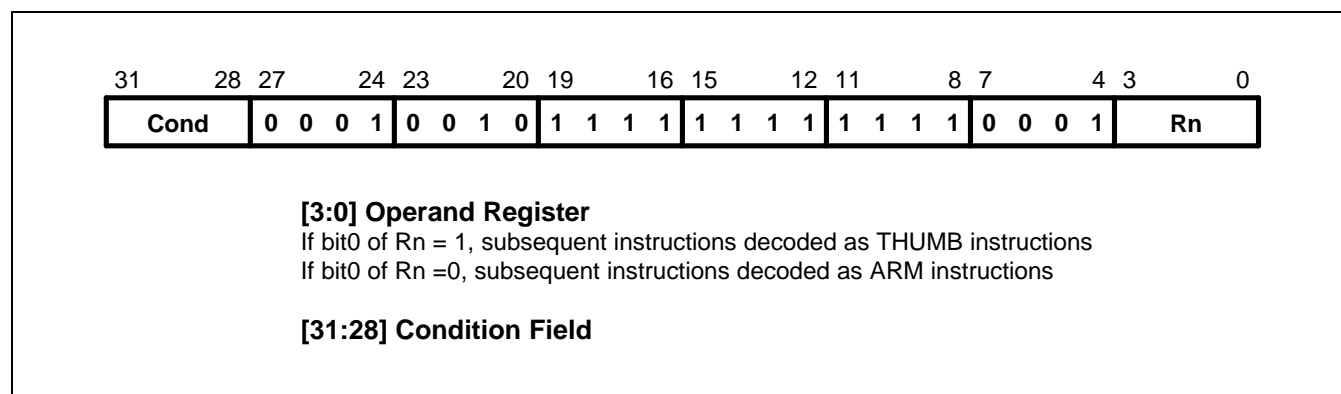 31 28 27 24 23 20 19 16 15 12 11 8 7 4 3 0
Cond 0 0 0 1 0 0 1 0 1 1 1 1 1 1 1 1 1 1 1 1 0 0 0 1 Rn
[3:0] Operand Register
If bit0 of Rn = 1, subsequent instructions decoded as THUMB instructions
If bit0 of Rn =0, subsequent instructions decoded as ARM instructions
[31:28] Condition Field